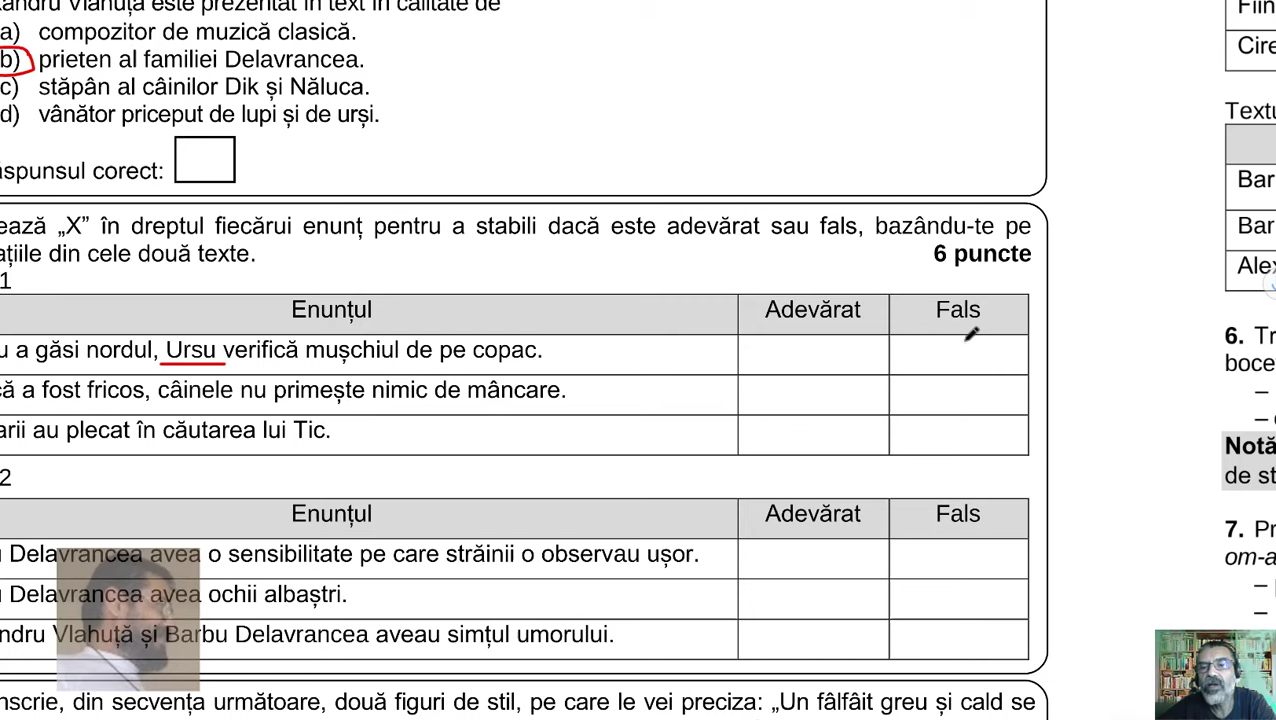 este prezentat în text în calitate de
a) compozitor de muzică clasică.
b) prieten al familiei Delavrancea.
c) stăpân al câinilor Dik și Năluca.
d) vânător priceput de lupi și de urși.
ăspunsul corect:
ează „X” în dreptul fiecărui enunț pentru a stabili dacă este adevărat sau fals, bazându-te pe
ațiile din cele două texte. 6 puncte
1
Enunțul Adevărat Fals
u a găsi nordul, Ursu verifică mușchiul de pe copac.
că a fost fricos, câinele nu primește nimic de mâncare.
arii au plecat în căutarea lui Tic.
2
Enunțul Adevărat Fals
u Delavrancea avea o sensibilitate pe care străinii o observau ușor.
u Delavrancea avea ochii albaștri.
ndru Vlahuță și Barbu Delavrancea aveau simțul umorului.
nscrie, din secvența următoare, două figuri de stil, pe care le vei preciza: „Un fâlfâit greu și cald se
Fiin
Cire
Textu
Bar
Bar
Alex
6. Tr
boce
–
–
Notă
de st
7. Pr
om-a
–
–